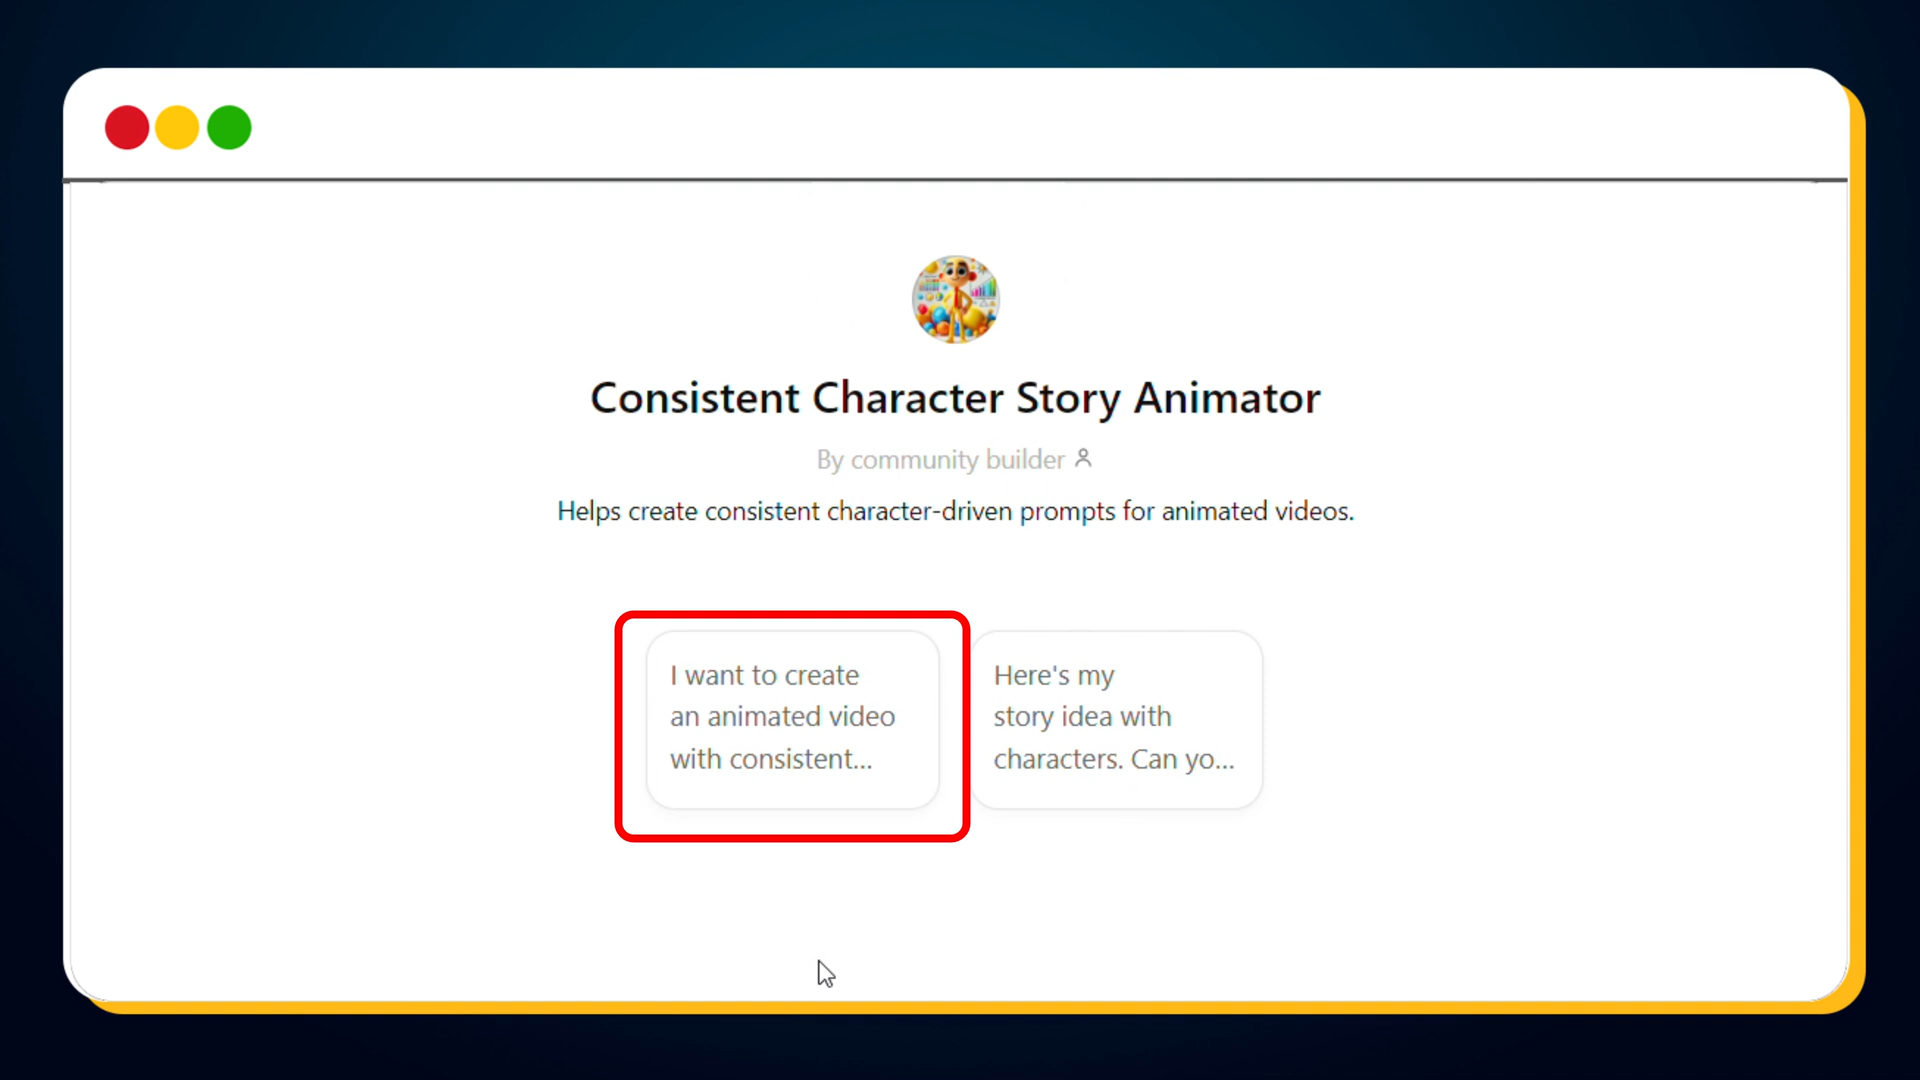 Consistent Character Story Animator
By community builder
Helps create consistent character-driven prompts for animated videos.
I want to create
an animated video
with consistent...
Here's my
story idea with
characters. Can yo...